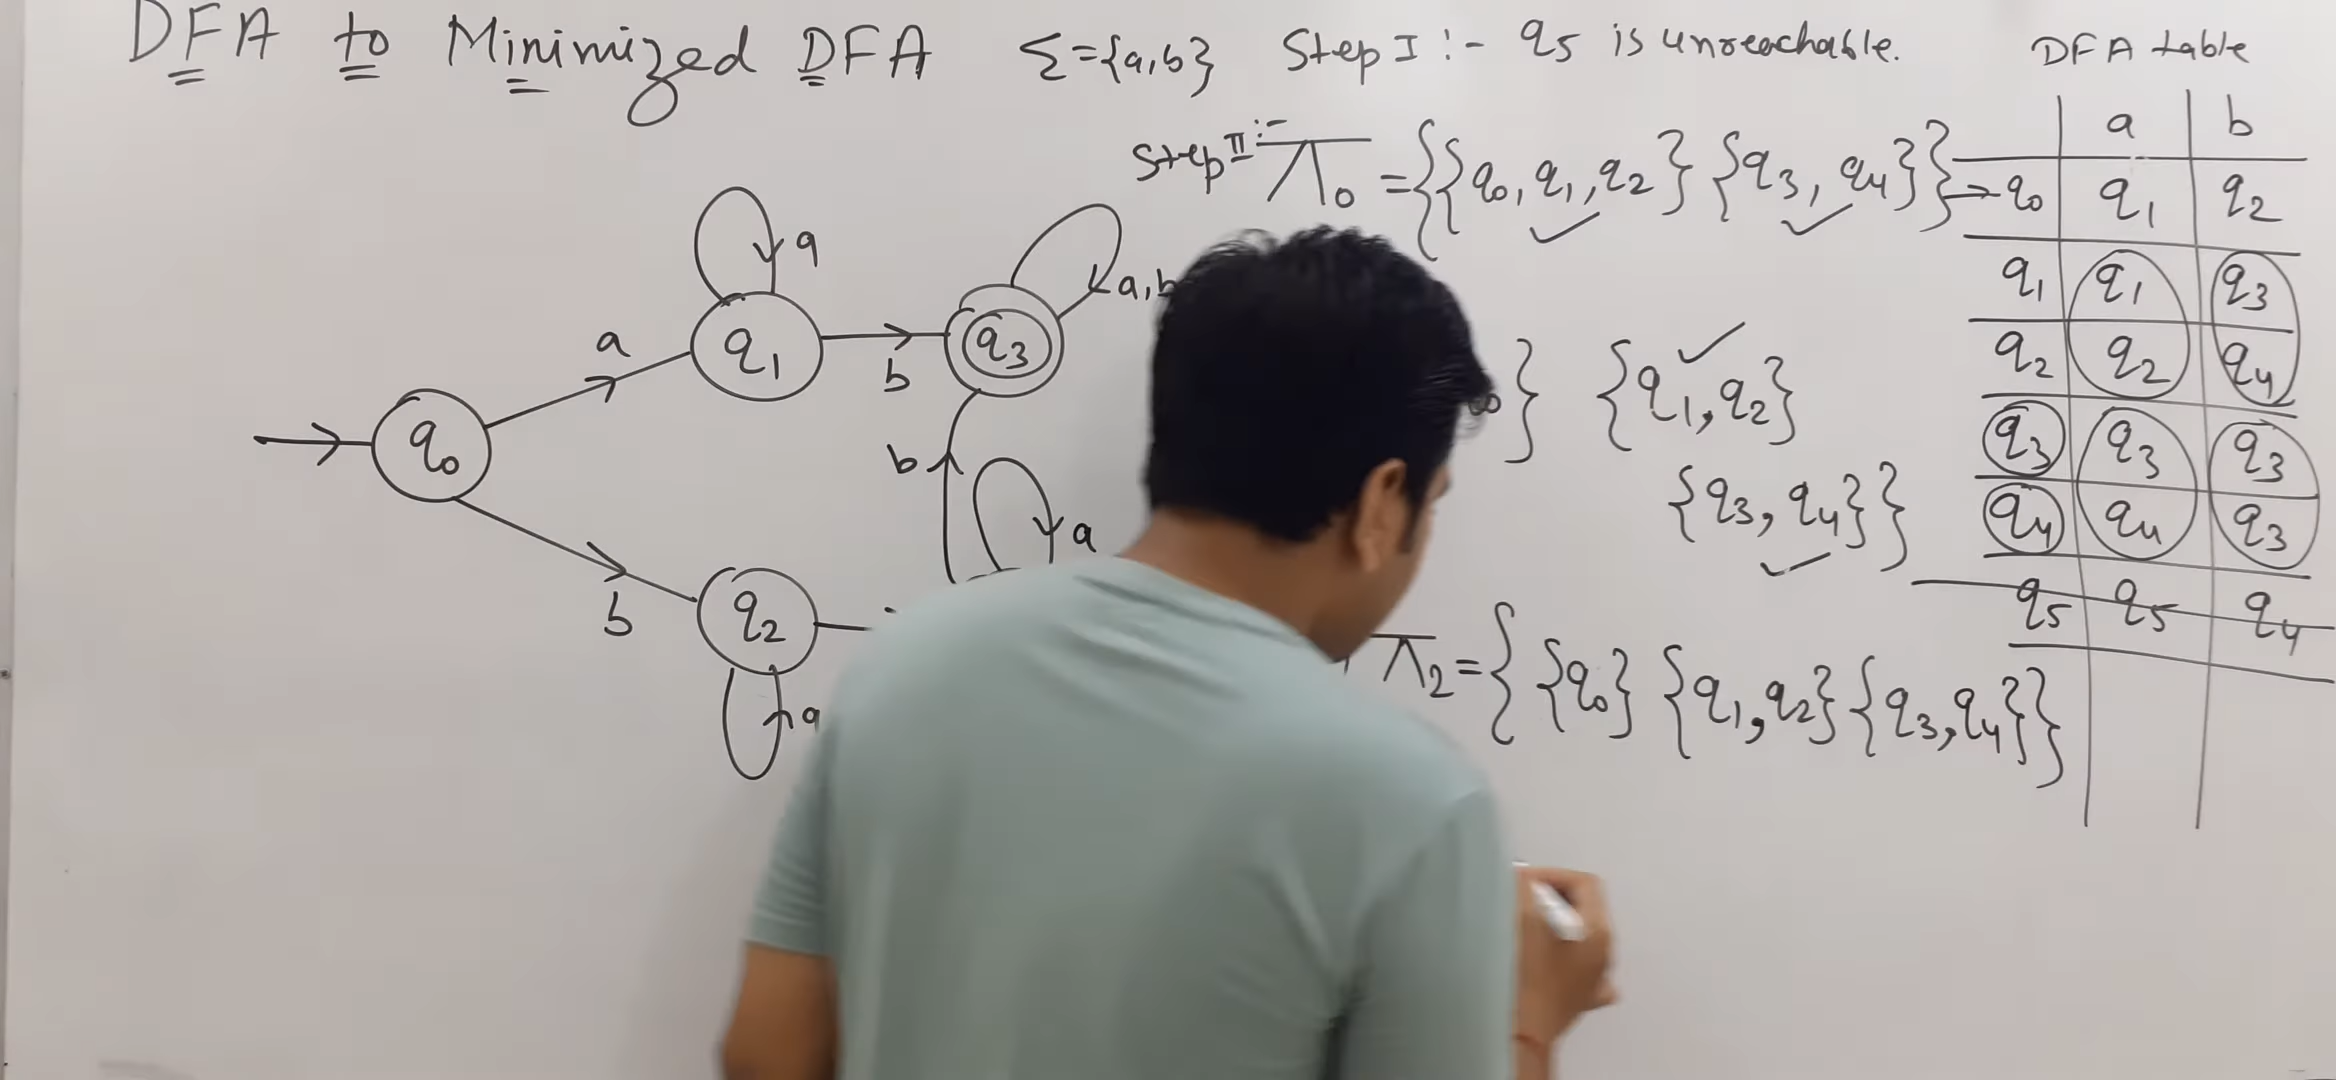 DFA to Minimized DFA Σ={a,b} Step I :- q5 is unreachable.
DFA table
Step II :- π0 = {{q0, q1, q2} {q3, q4}}
} {q1, q2}
{q3, q4}}
π2 = { {q0} {q1, q2} {q3, q4}}
a b
→ q0 q1 q2
q1 q1 q3
q2 q2 q4
q3 q3 q3
q4 q4 q3
q5 q5 q4
a
q1
a
b
q3
a,b
q0
b
q2
a
b
a